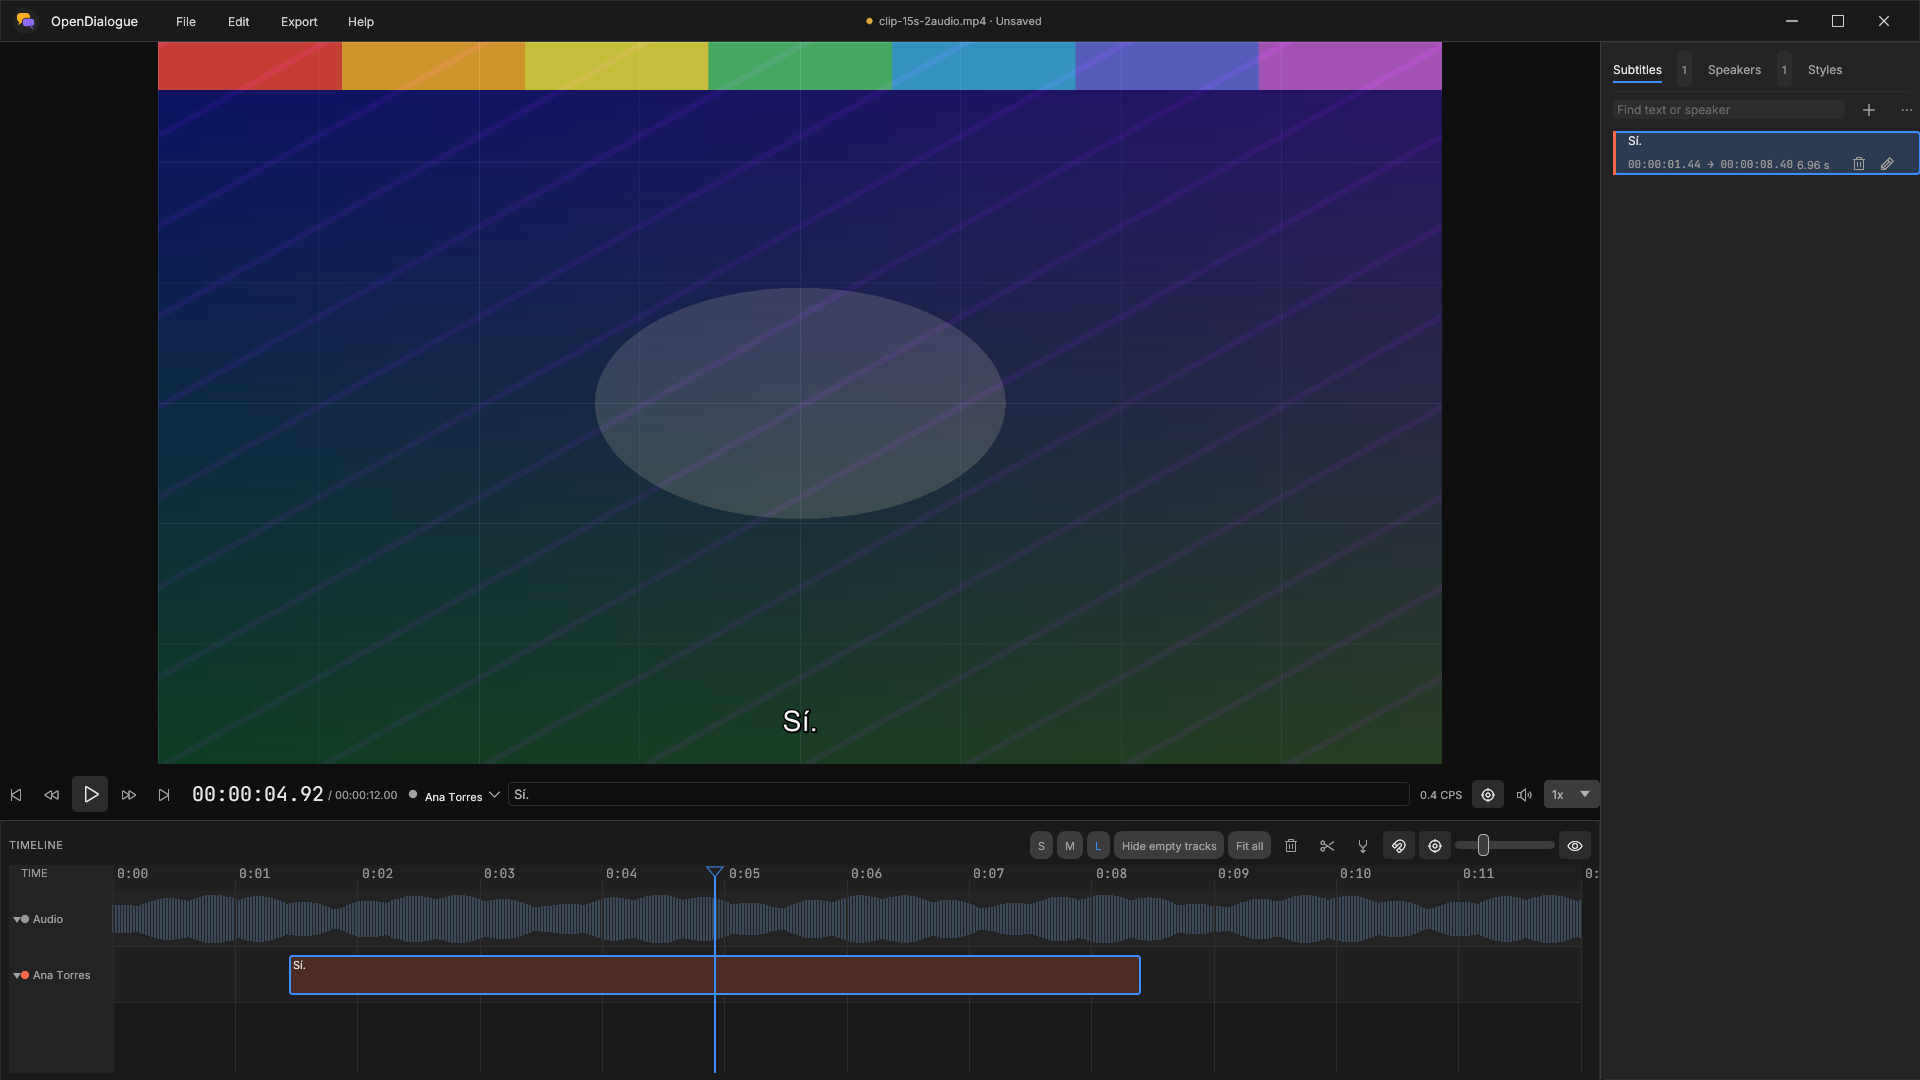 OpenDialogue File Edit Export Help
clip-15s-2audio.mp4 · Unsaved
Subtitles 1 Speakers 1 Styles
Find text or speaker
Sí.
00:00:01.44 → 00:00:08.40 6.96 s
Sí.
00:00:04.92 / 00:00:12.00 Ana Torres Sí. 0.4 CPS 1x
TIMELINE S M L Hide empty tracks Fit all
TIME 0:00 0:01 0:02 0:03 0:04 0:05 0:06 0:07 0:08 0:09 0:10 0:11 0:
Audio
Ana Torres Sí.